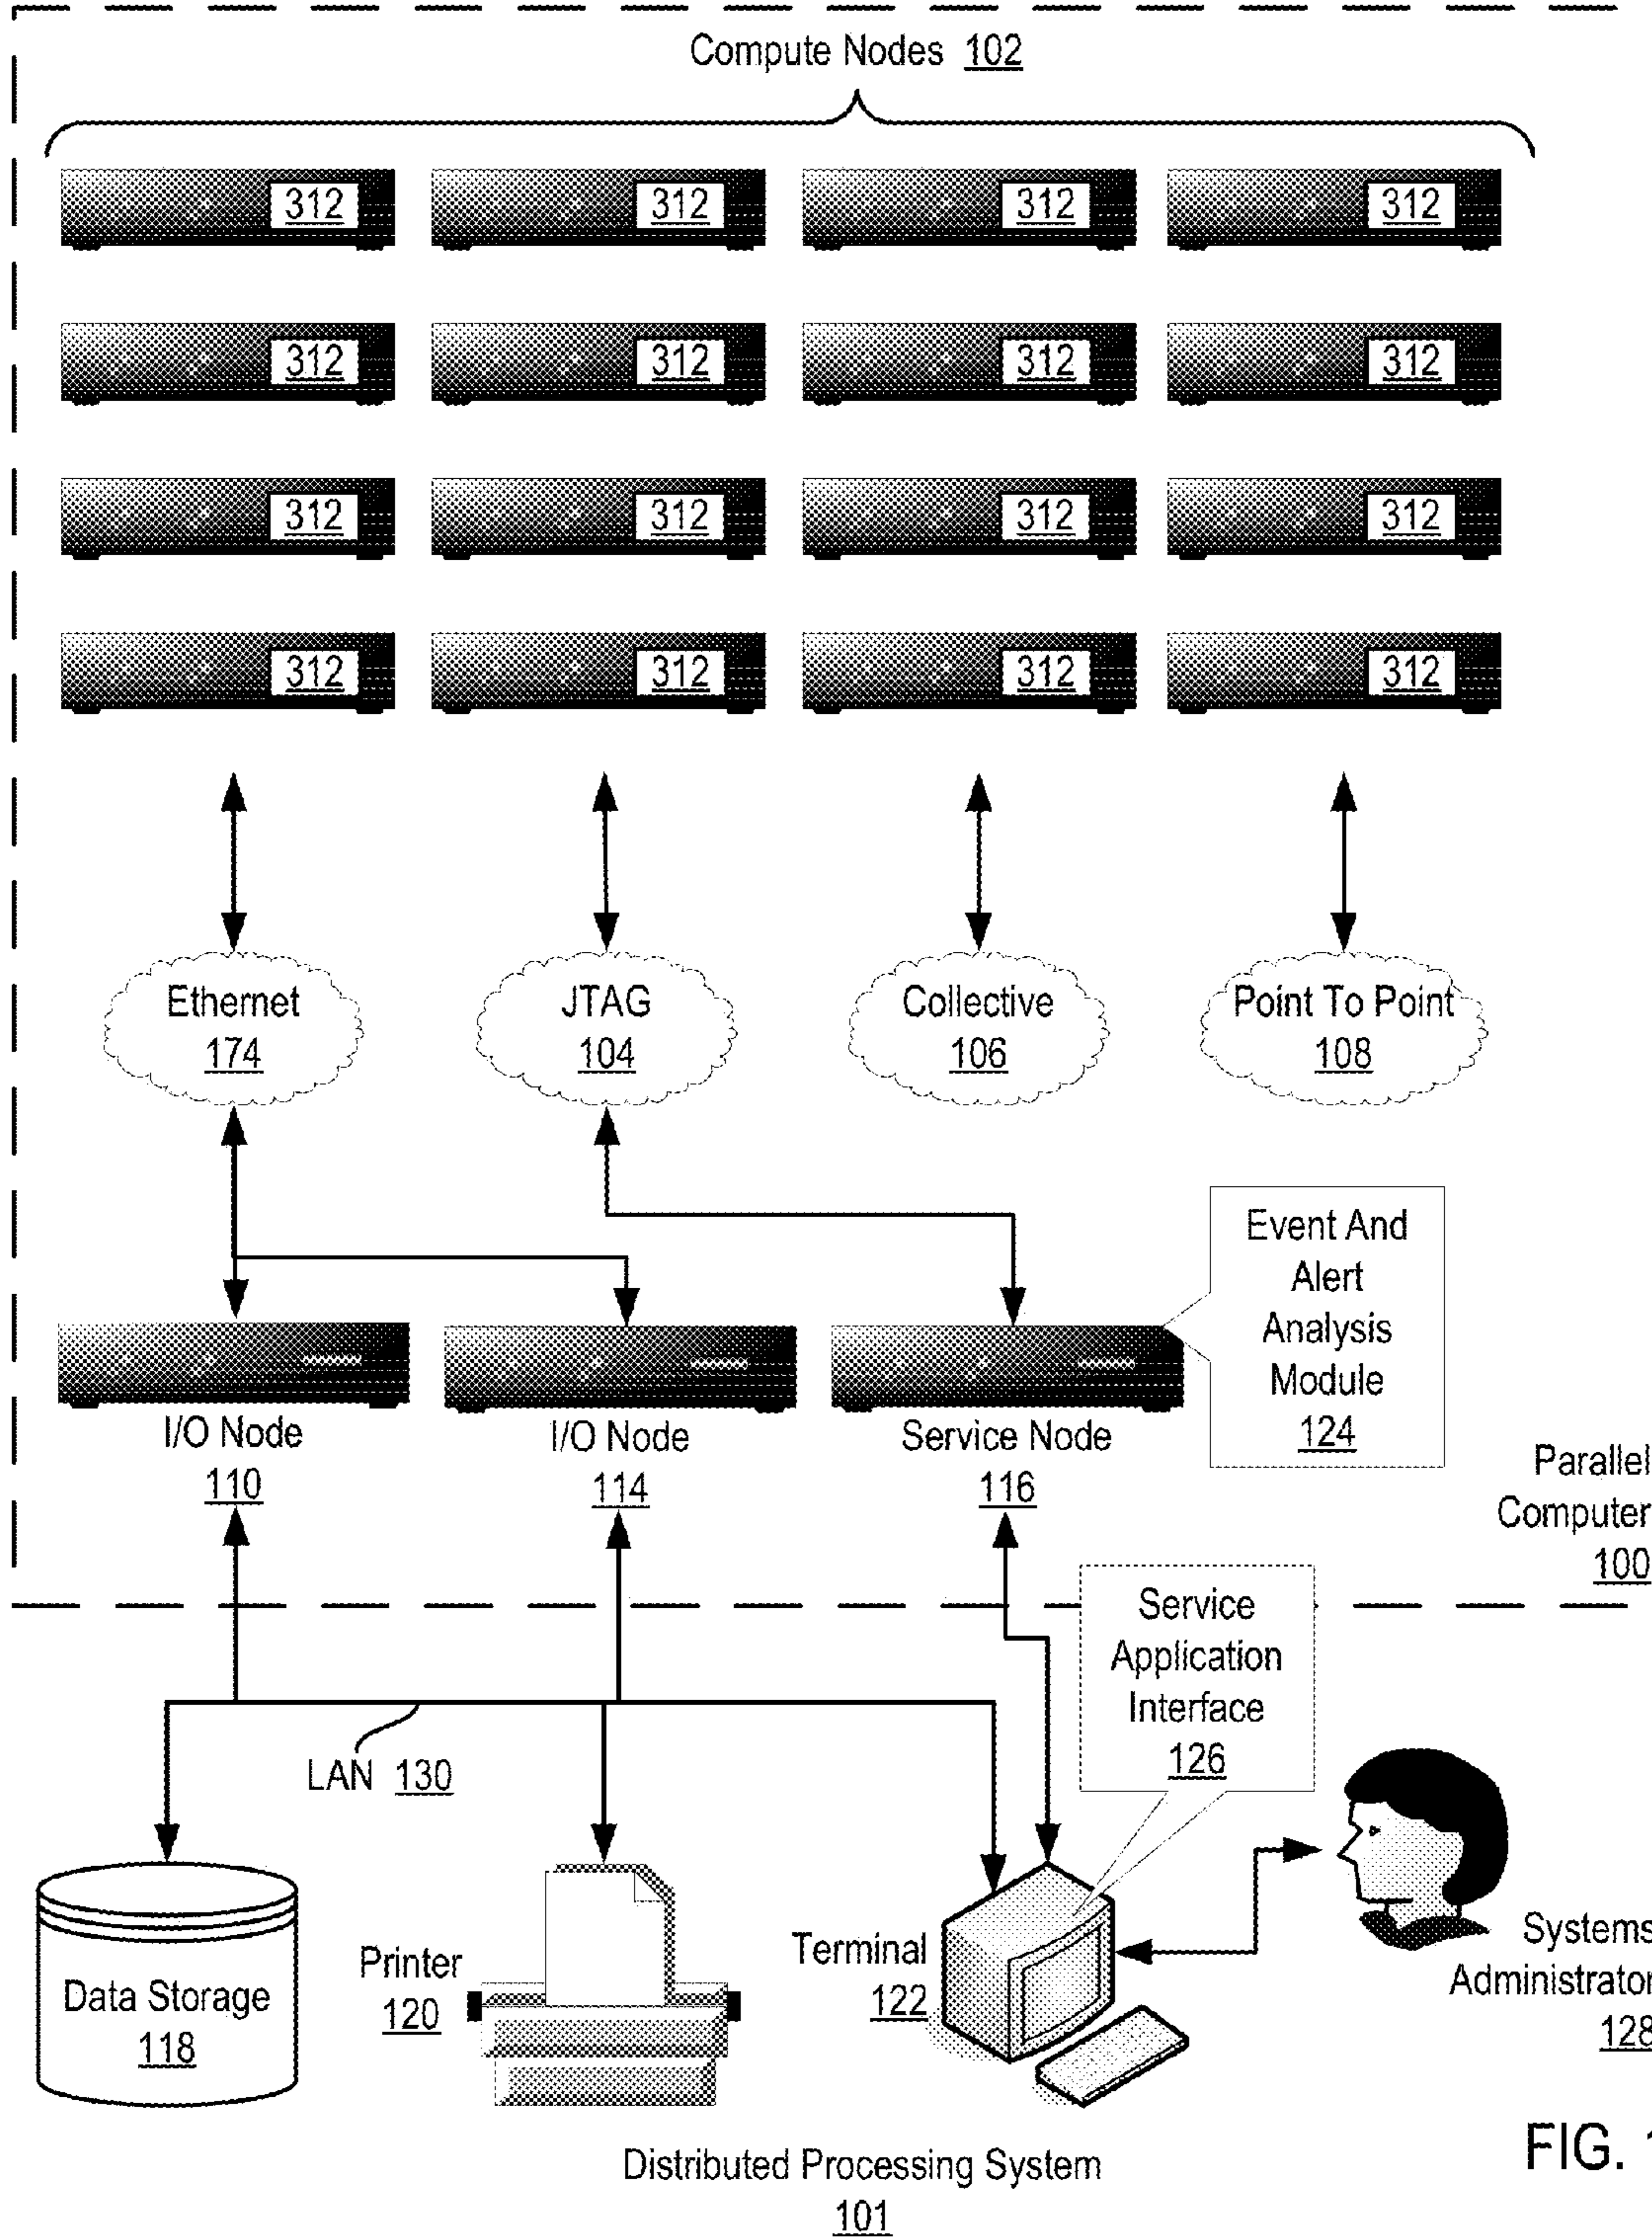 Compute Nodes 102
312 312 312 312
312 312 312 312
312 312 312 312
312 312 312 312
Ethernet
174
JTAG
104
Collective
106
Point To Point
108
Event And
Alert
Analysis
Module
124
I/O Node
110
I/O Node
114
Service Node
116
Parallel
Computer
100
Service
Application
Interface
126
LAN 130
Data Storage
118
Printer
120
Terminal
122
Systems
Administrator
128
Distributed Processing System
101
FIG. 1